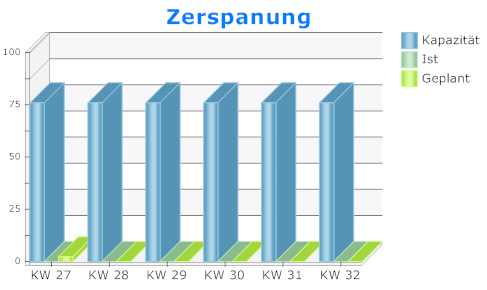 Zerspanung
Kapazität
Ist
Geplant
100
75
50
25
0
KW 27 KW 28 KW 29 KW 30 KW 31 KW 32